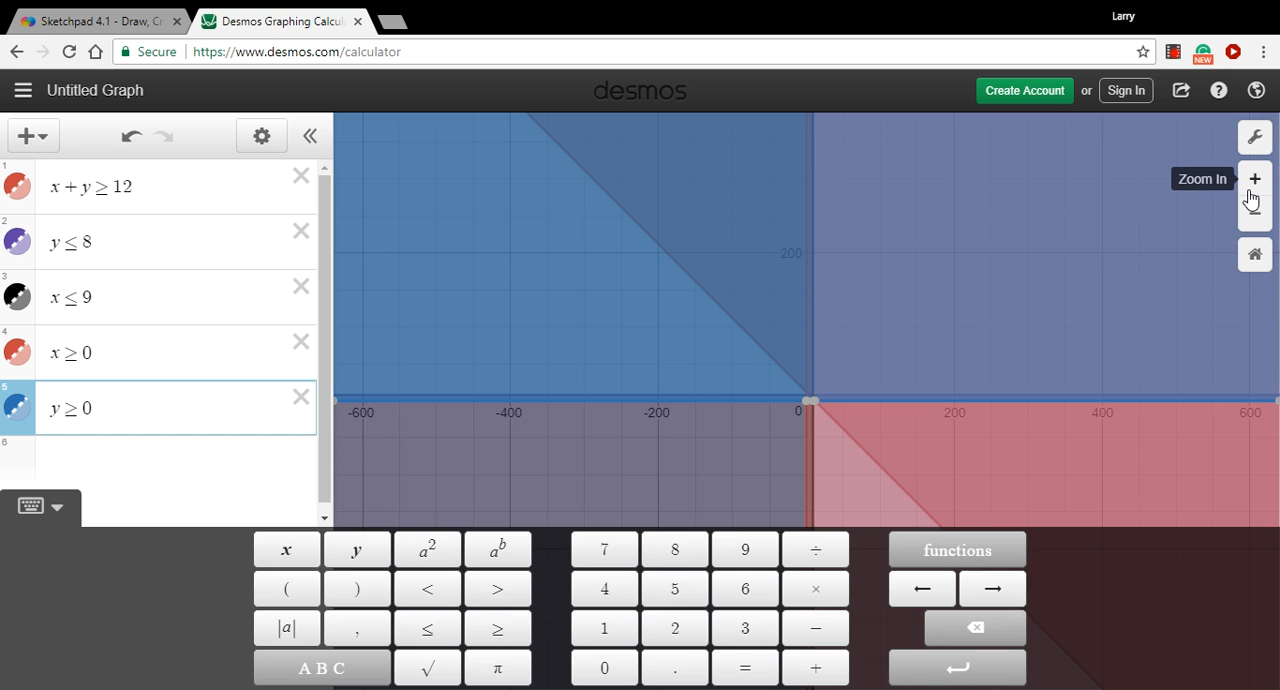 Sketchpad 4.1 - Draw, Cr
Desmos Graphing Calcul
Larry
Secure
https://www.desmos.com/calculator
NEW
Untitled Graph
desmos
Create Account
or
Sign In
1
x + y ≥ 12
2
y ≤ 8
3
x ≤ 9
4
x ≥ 0
5
y ≥ 0
6
Zoom In
200
-600
-400
-200
0
200
400
600
x
y
a²
aᵇ
7
8
9
÷
functions
(
)
<
>
4
5
6
×
←
→
|a|
,
≤
≥
1
2
3
−
A B C
√
π
0
.
=
+